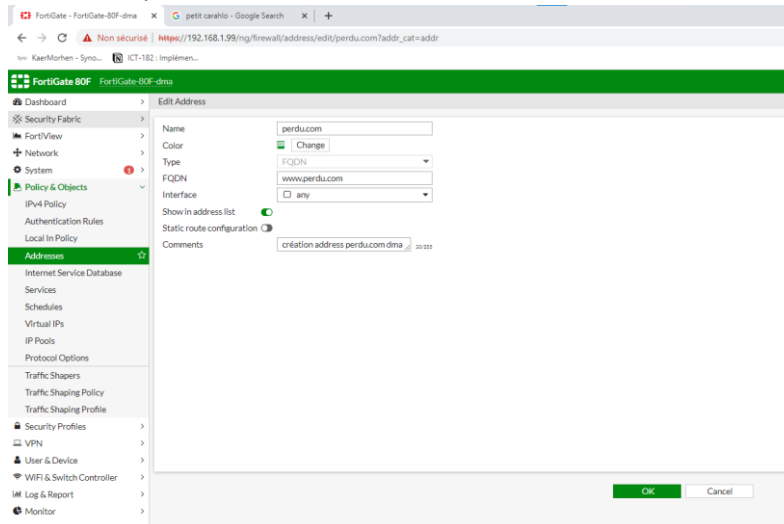 FortiGate - FortiGate-80F-dma
petit carahlo - Google Search
Non sécurisé https://192.168.1.99/ng/firewall/address/edit/perdu.com?addr_cat=addr
KaerMorhen - Syno... ICT-182 : Implémen...
FortiGate 80F FortiGate-80F-dma
Dashboard
Edit Address
Security Fabric
FortiView
Network
System 1
Policy & Objects
IPv4 Policy
Authentication Rules
Local In Policy
Addresses
Internet Service Database
Services
Schedules
Virtual IPs
IP Pools
Protocol Options
Traffic Shapers
Traffic Shaping Policy
Traffic Shaping Profile
Security Profiles
VPN
User & Device
WiFi & Switch Controller
Log & Report
Monitor
Name perdu.com
Color Change
Type FQDN
FQDN www.perdu.com
Interface any
Show in address list
Static route configuration
Comments création address perdu.com dma
OK Cancel